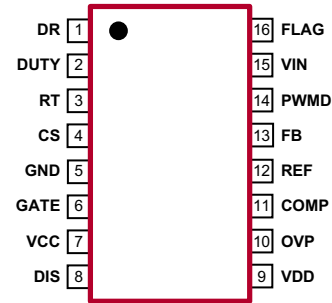 DR 1 16 FLAG
DUTY 2 15 VIN
RT 3 14 PWMD
CS 4 13 FB
GND 5 12 REF
GATE 6 11 COMP
VCC 7 10 OVP
DIS 8 9 VDD